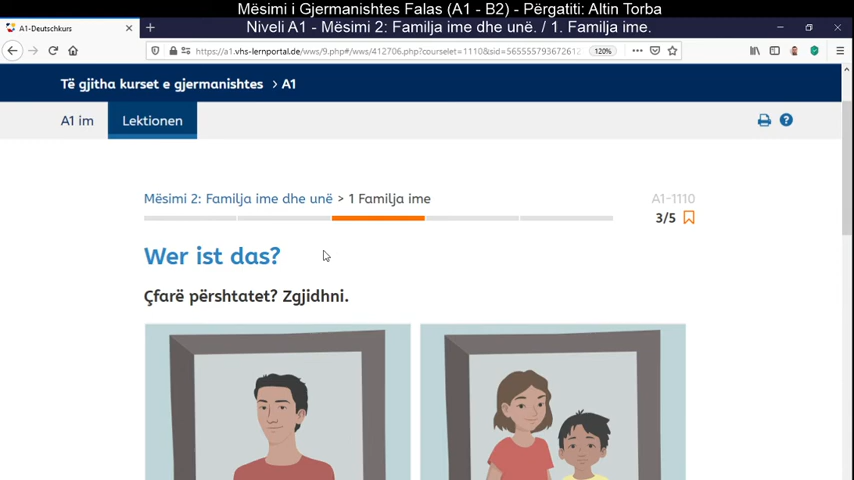 Mësimi i Gjermanishtes Falas (A1 - B2) - Përgatiti: Altin Torba
Niveli A1 - Mësimi 2: Familja ime dhe unë. / 1. Familja ime.
A1-Deutschkurs
https://a1.vhs-lernportal.de/wws/9.php#/wws/412706.php?courselet=1110&sid=565555793672612
120%
Të gjitha kurset e gjermanishtes > A1
A1 im
Lektionen
Mësimi 2: Familja ime dhe unë > 1 Familja ime
A1-1110
3/5
Wer ist das?
Çfarë përshtatet? Zgjidhni.